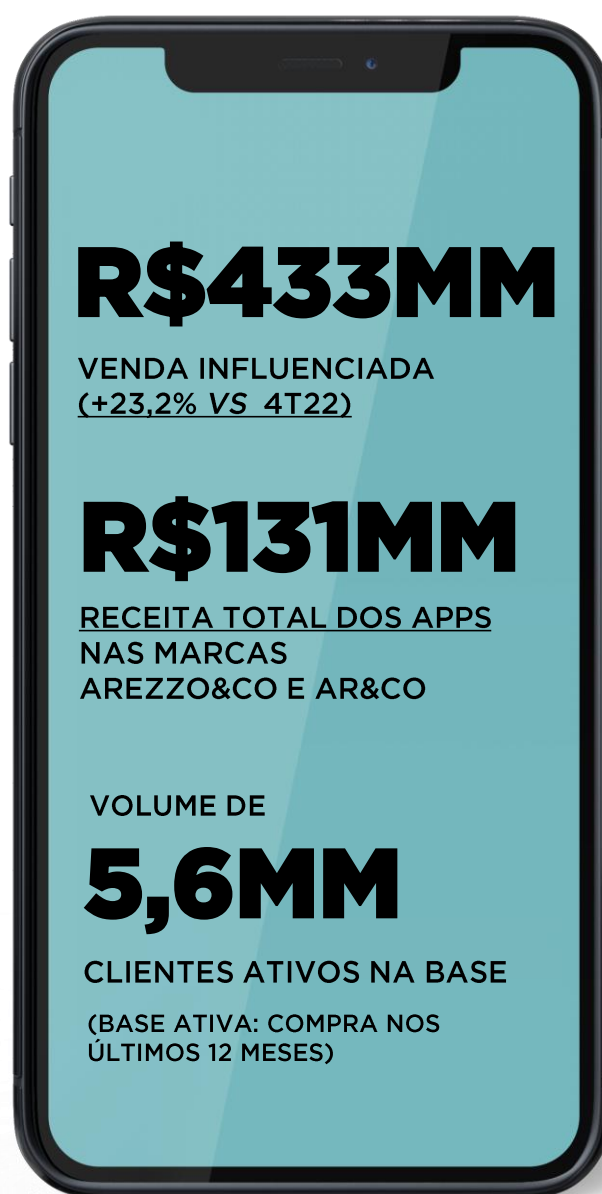 R$433MM
VENDA INFLUENCIADA
(+23,2% VS 4T22)
R$131MM
RECEITA TOTAL DOS APPS
NAS MARCAS
AREZZO&CO E AR&CO
VOLUME DE
5,6MM
CLIENTES ATIVOS NA BASE
(BASE ATIVA: COMPRA NOS
ÚLTIMOS 12 MESES)